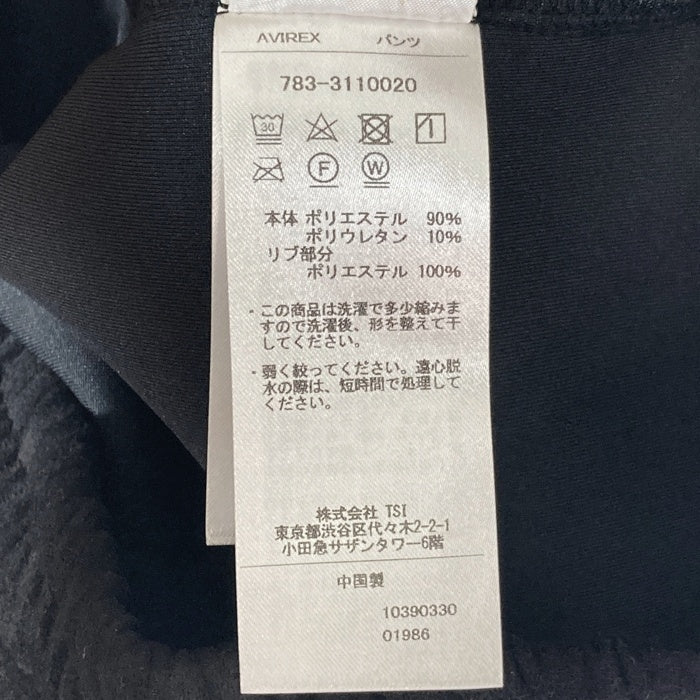 AVIREX パンツ
783-3110020
30
F W
本体 ポリエステル 90%
ポリウレタン 10%
リブ部分
ポリエステル 100%
・この商品は洗濯で多少縮みま
すので洗濯後、形を整えて干
してください。
・弱く絞ってください。遠心脱
水の際は、短時間で処理して
ください。
株式会社 TSI
東京都渋谷区代々木2-2-1
小田急サザンタワー6階
中国製
10390330
01986